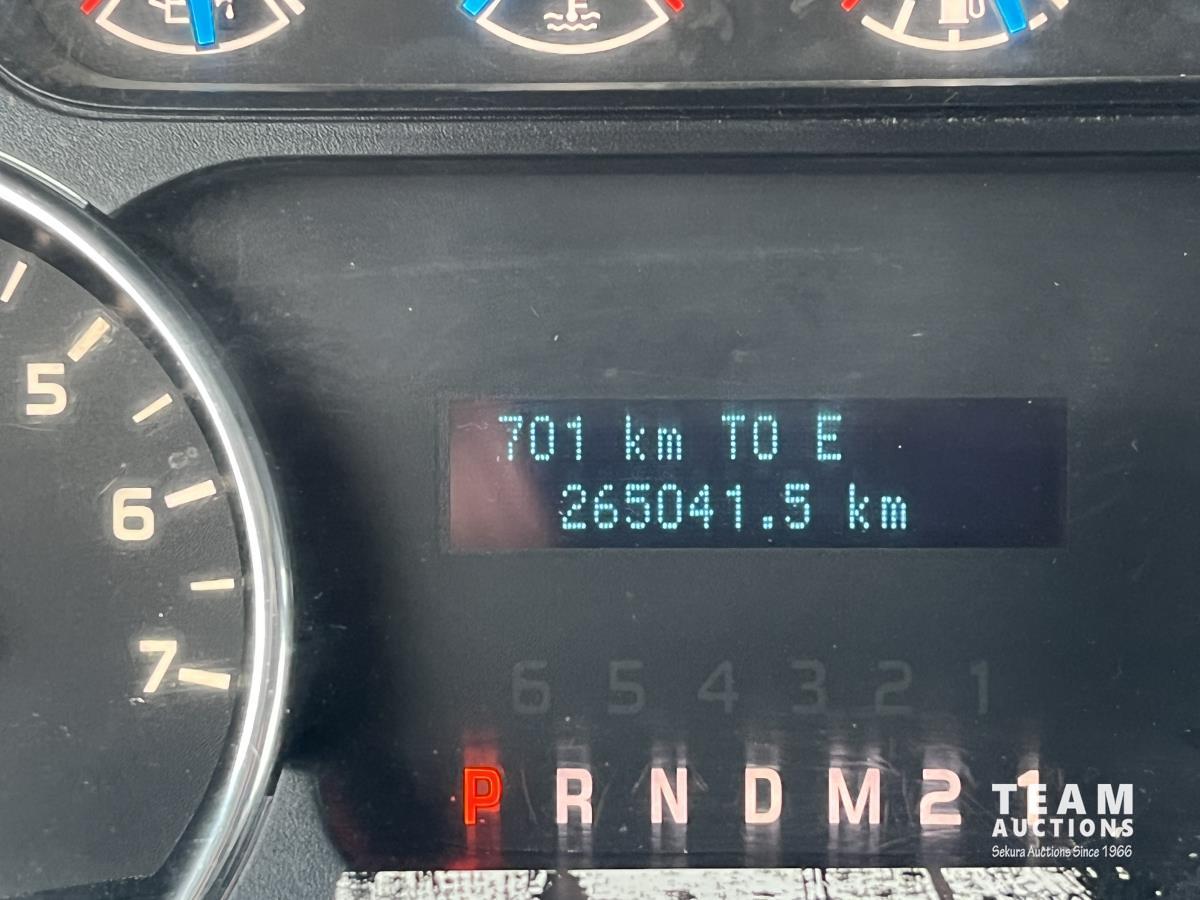 5
6
7
701 km TO E
265041.5 km
6 5 4 3 2 1
P R N D M 2 1
TEAM
AUCTIONS
Sekura Auctions Since 1966